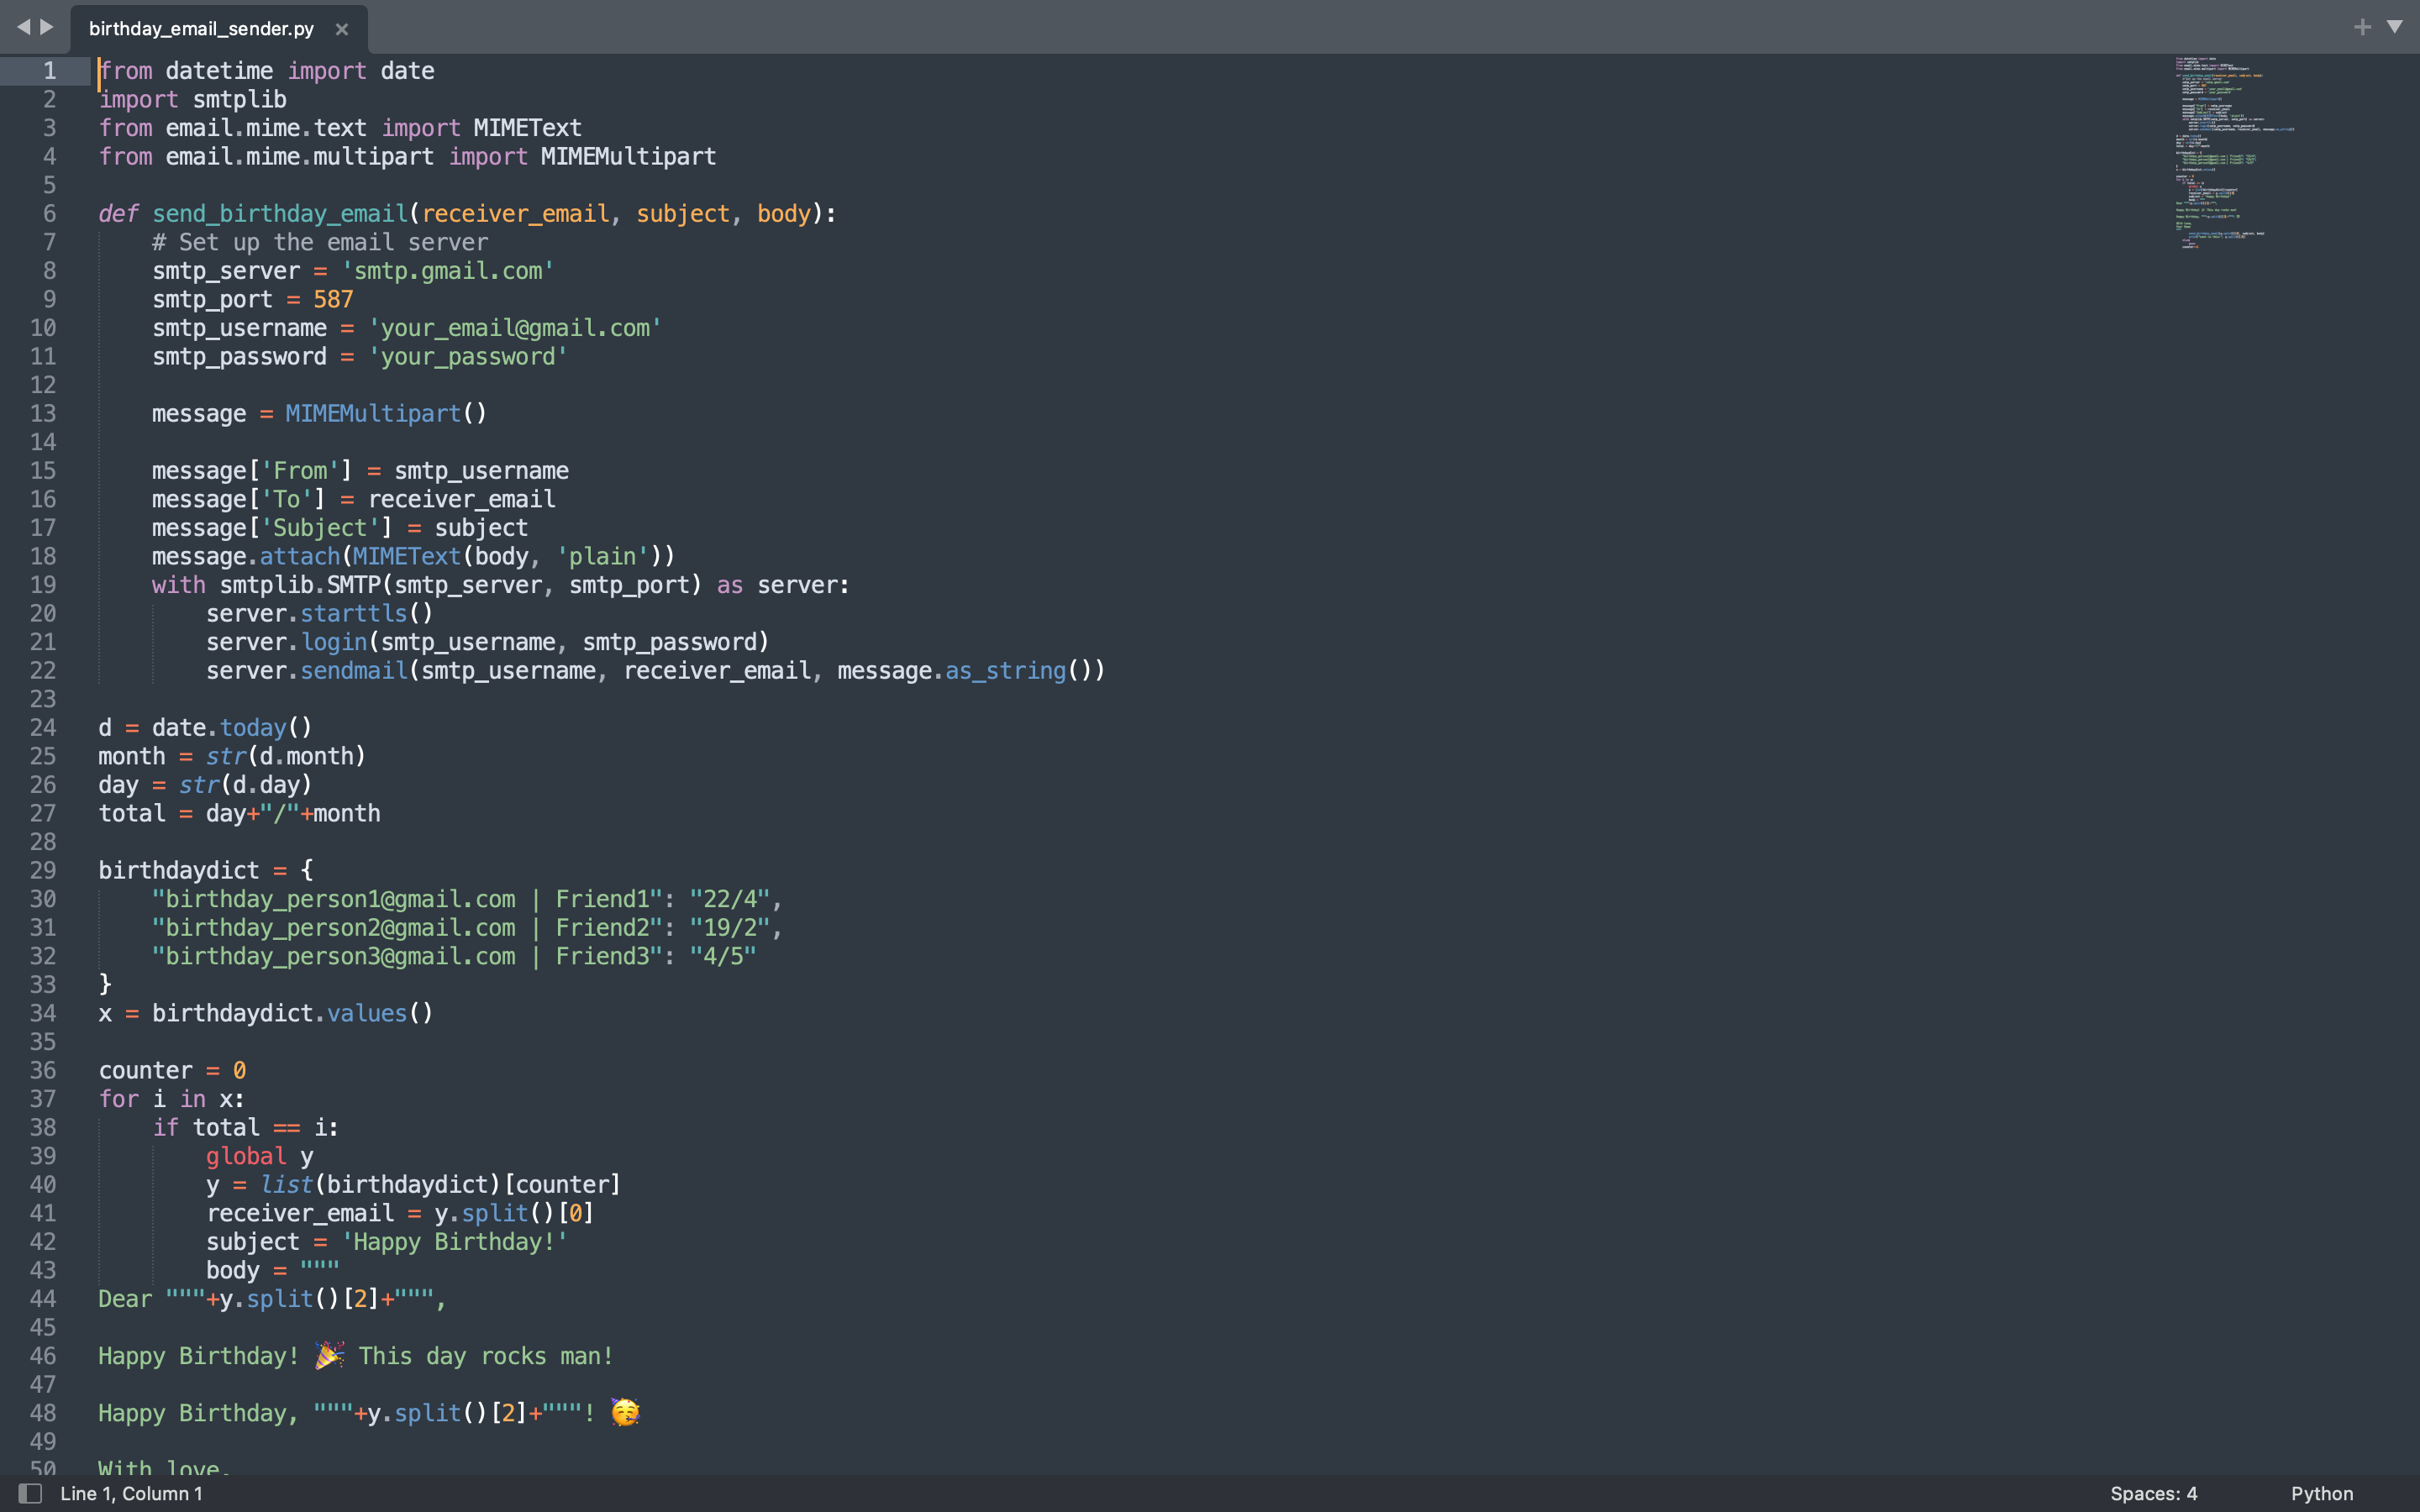 birthday_email_sender.py ×
1 from datetime import date
2 import smtplib
3 from email.mime.text import MIMEText
4 from email.mime.multipart import MIMEMultipart
5
6 def send_birthday_email(receiver_email, subject, body):
7     # Set up the email server
8     smtp_server = 'smtp.gmail.com'
9     smtp_port = 587
10     smtp_username = 'your_email@gmail.com'
11     smtp_password = 'your_password'
12
13     message = MIMEMultipart()
14
15     message['From'] = smtp_username
16     message['To'] = receiver_email
17     message['Subject'] = subject
18     message.attach(MIMEText(body, 'plain'))
19     with smtplib.SMTP(smtp_server, smtp_port) as server:
20         server.starttls()
21         server.login(smtp_username, smtp_password)
22         server.sendmail(smtp_username, receiver_email, message.as_string())
23
24 d = date.today()
25 month = str(d.month)
26 day = str(d.day)
27 total = day+"/"+month
28
29 birthdaydict = {
30     "birthday_person1@gmail.com | Friend1": "22/4",
31     "birthday_person2@gmail.com | Friend2": "19/2",
32     "birthday_person3@gmail.com | Friend3": "4/5"
33 }
34 x = birthdaydict.values()
35
36 counter = 0
37 for i in x:
38     if total == i:
39         global y
40         y = list(birthdaydict)[counter]
41         receiver_email = y.split()[0]
42         subject = 'Happy Birthday!'
43         body = """
44 Dear """+y.split()[2]+""",
45
46 Happy Birthday! 🎉 This day rocks man!
47
48 Happy Birthday, """+y.split()[2]+"""! 🥳
49
50 With love,
Line 1, Column 1
Spaces: 4
Python